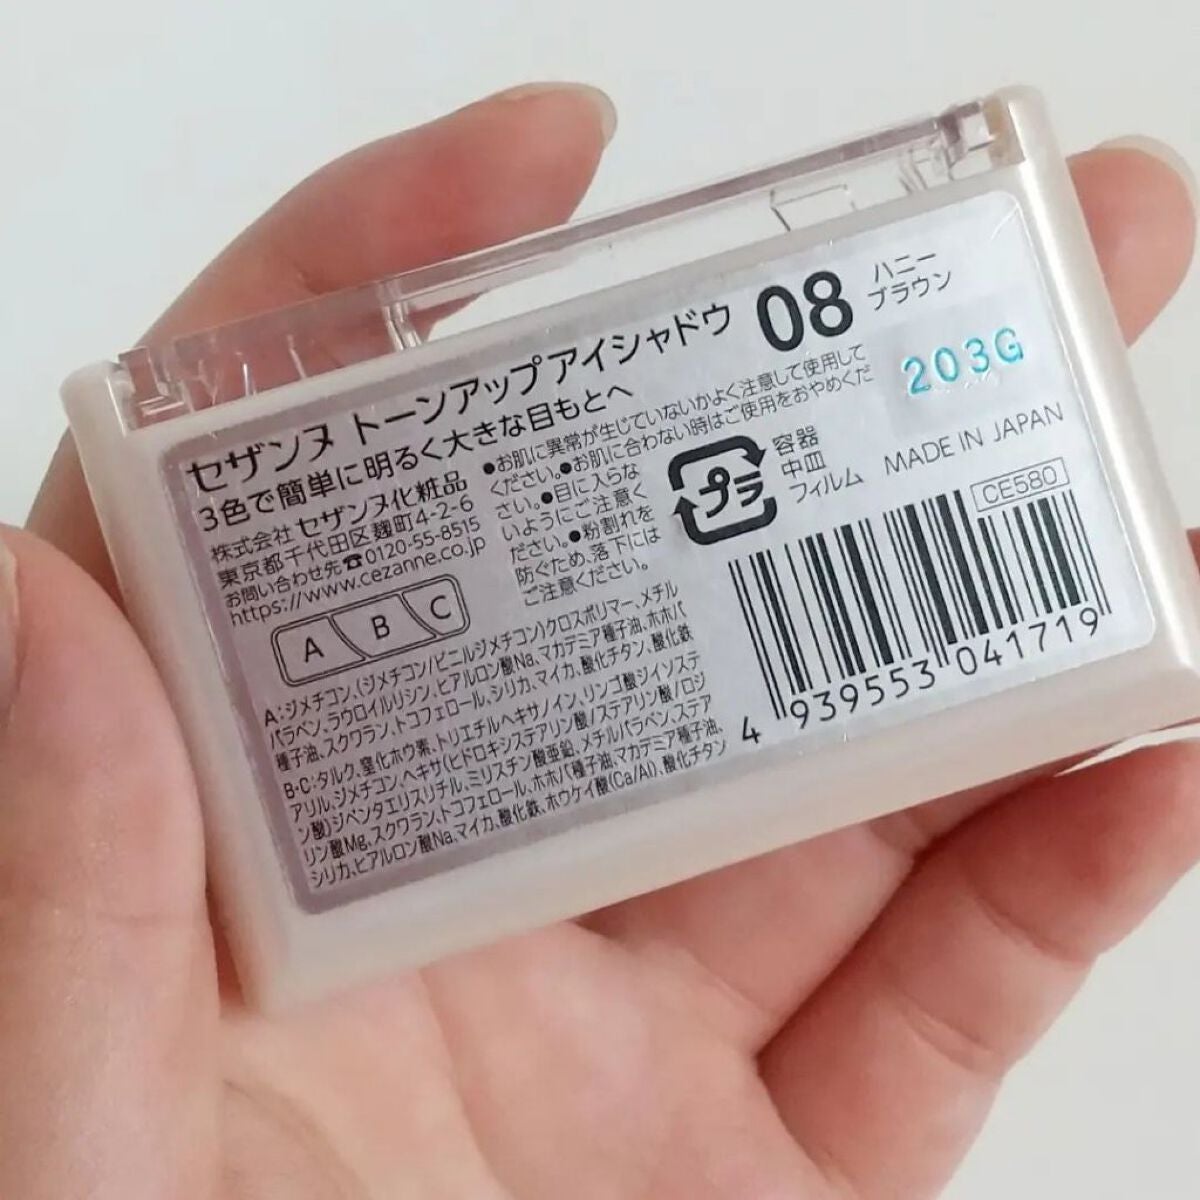 セザンヌ トーンアップアイシャドウ 08 ハニー
ブラウン
3色で簡単に明るく大きな目もとへ
203G
株式会社 セザンヌ化粧品
東京都千代田区麹町4-2-6
お問い合わせ先☎0120-55-8515
https://www.cezanne.co.jp
●お肌に異常が生じていないかよく注意して使用して
ください。●お肌に合わない時はご使用をおやめくだ
さい。●目に入らな
いようにご注意く
ださい。●粉割れを
防ぐため、落下には
ご注意ください。
プラ
容器
中皿
フィルム
MADE IN JAPAN
CE580
A B C
A:ジメチコン、(ジメチコン/ビニルジメチコン)クロスポリマー、メチル
パラベン、ラウロイルリシン、ヒアルロン酸Na、マカデミア種子油、ホホバ
種子油、スクワラン、トコフェロール、シリカ、マイカ、酸化チタン、酸化鉄
B・C:タルク、窒化ホウ素、トリエチルヘキサノイン、リンゴ酸ジイソステ
アリル、ジメチコン、ヘキサ(ヒドロキシステアリン酸/ステアリン酸/ロジ
ン酸)ジペンタエリスリチル、ミリスチン酸亜鉛、メチルパラベン、ステア
リン酸Mg、スクワラン、トコフェロール、ホホバ種子油、マカデミア種子油、
シリカ、ヒアルロン酸Na、マイカ、酸化鉄、ホウケイ酸(Ca/Al)、酸化チタン
4 939553 041719